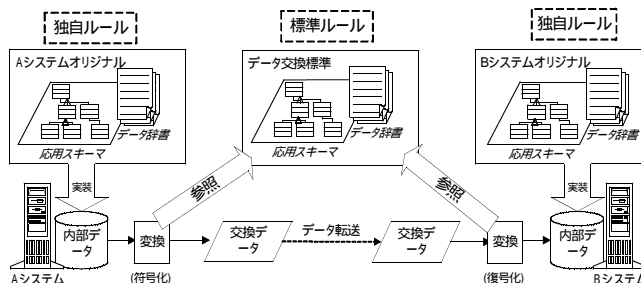 独自ルール
標準ルール
独自ルール
Aシステムオリジナル
データ辞書
応用スキーマ
データ交換標準
データ辞書
応用スキーマ
Bシステムオリジナル
データ辞書
応用スキーマ
実装
参照
参照
実装
内部デ
ータ
変換
交換デ
ータ
データ転送
交換デ
ータ
変換
内部デ
ータ
Aシステム
(符号化)
(復号化)
Bシステム